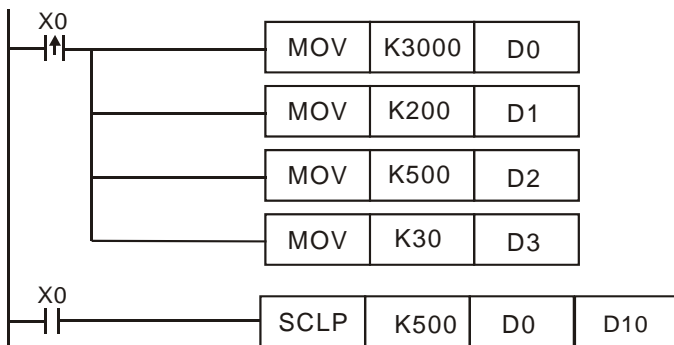 X0
MOV K3000 D0
MOV K200 D1
MOV K500 D2
MOV K30 D3
X0
SCLP K500 D0 D10